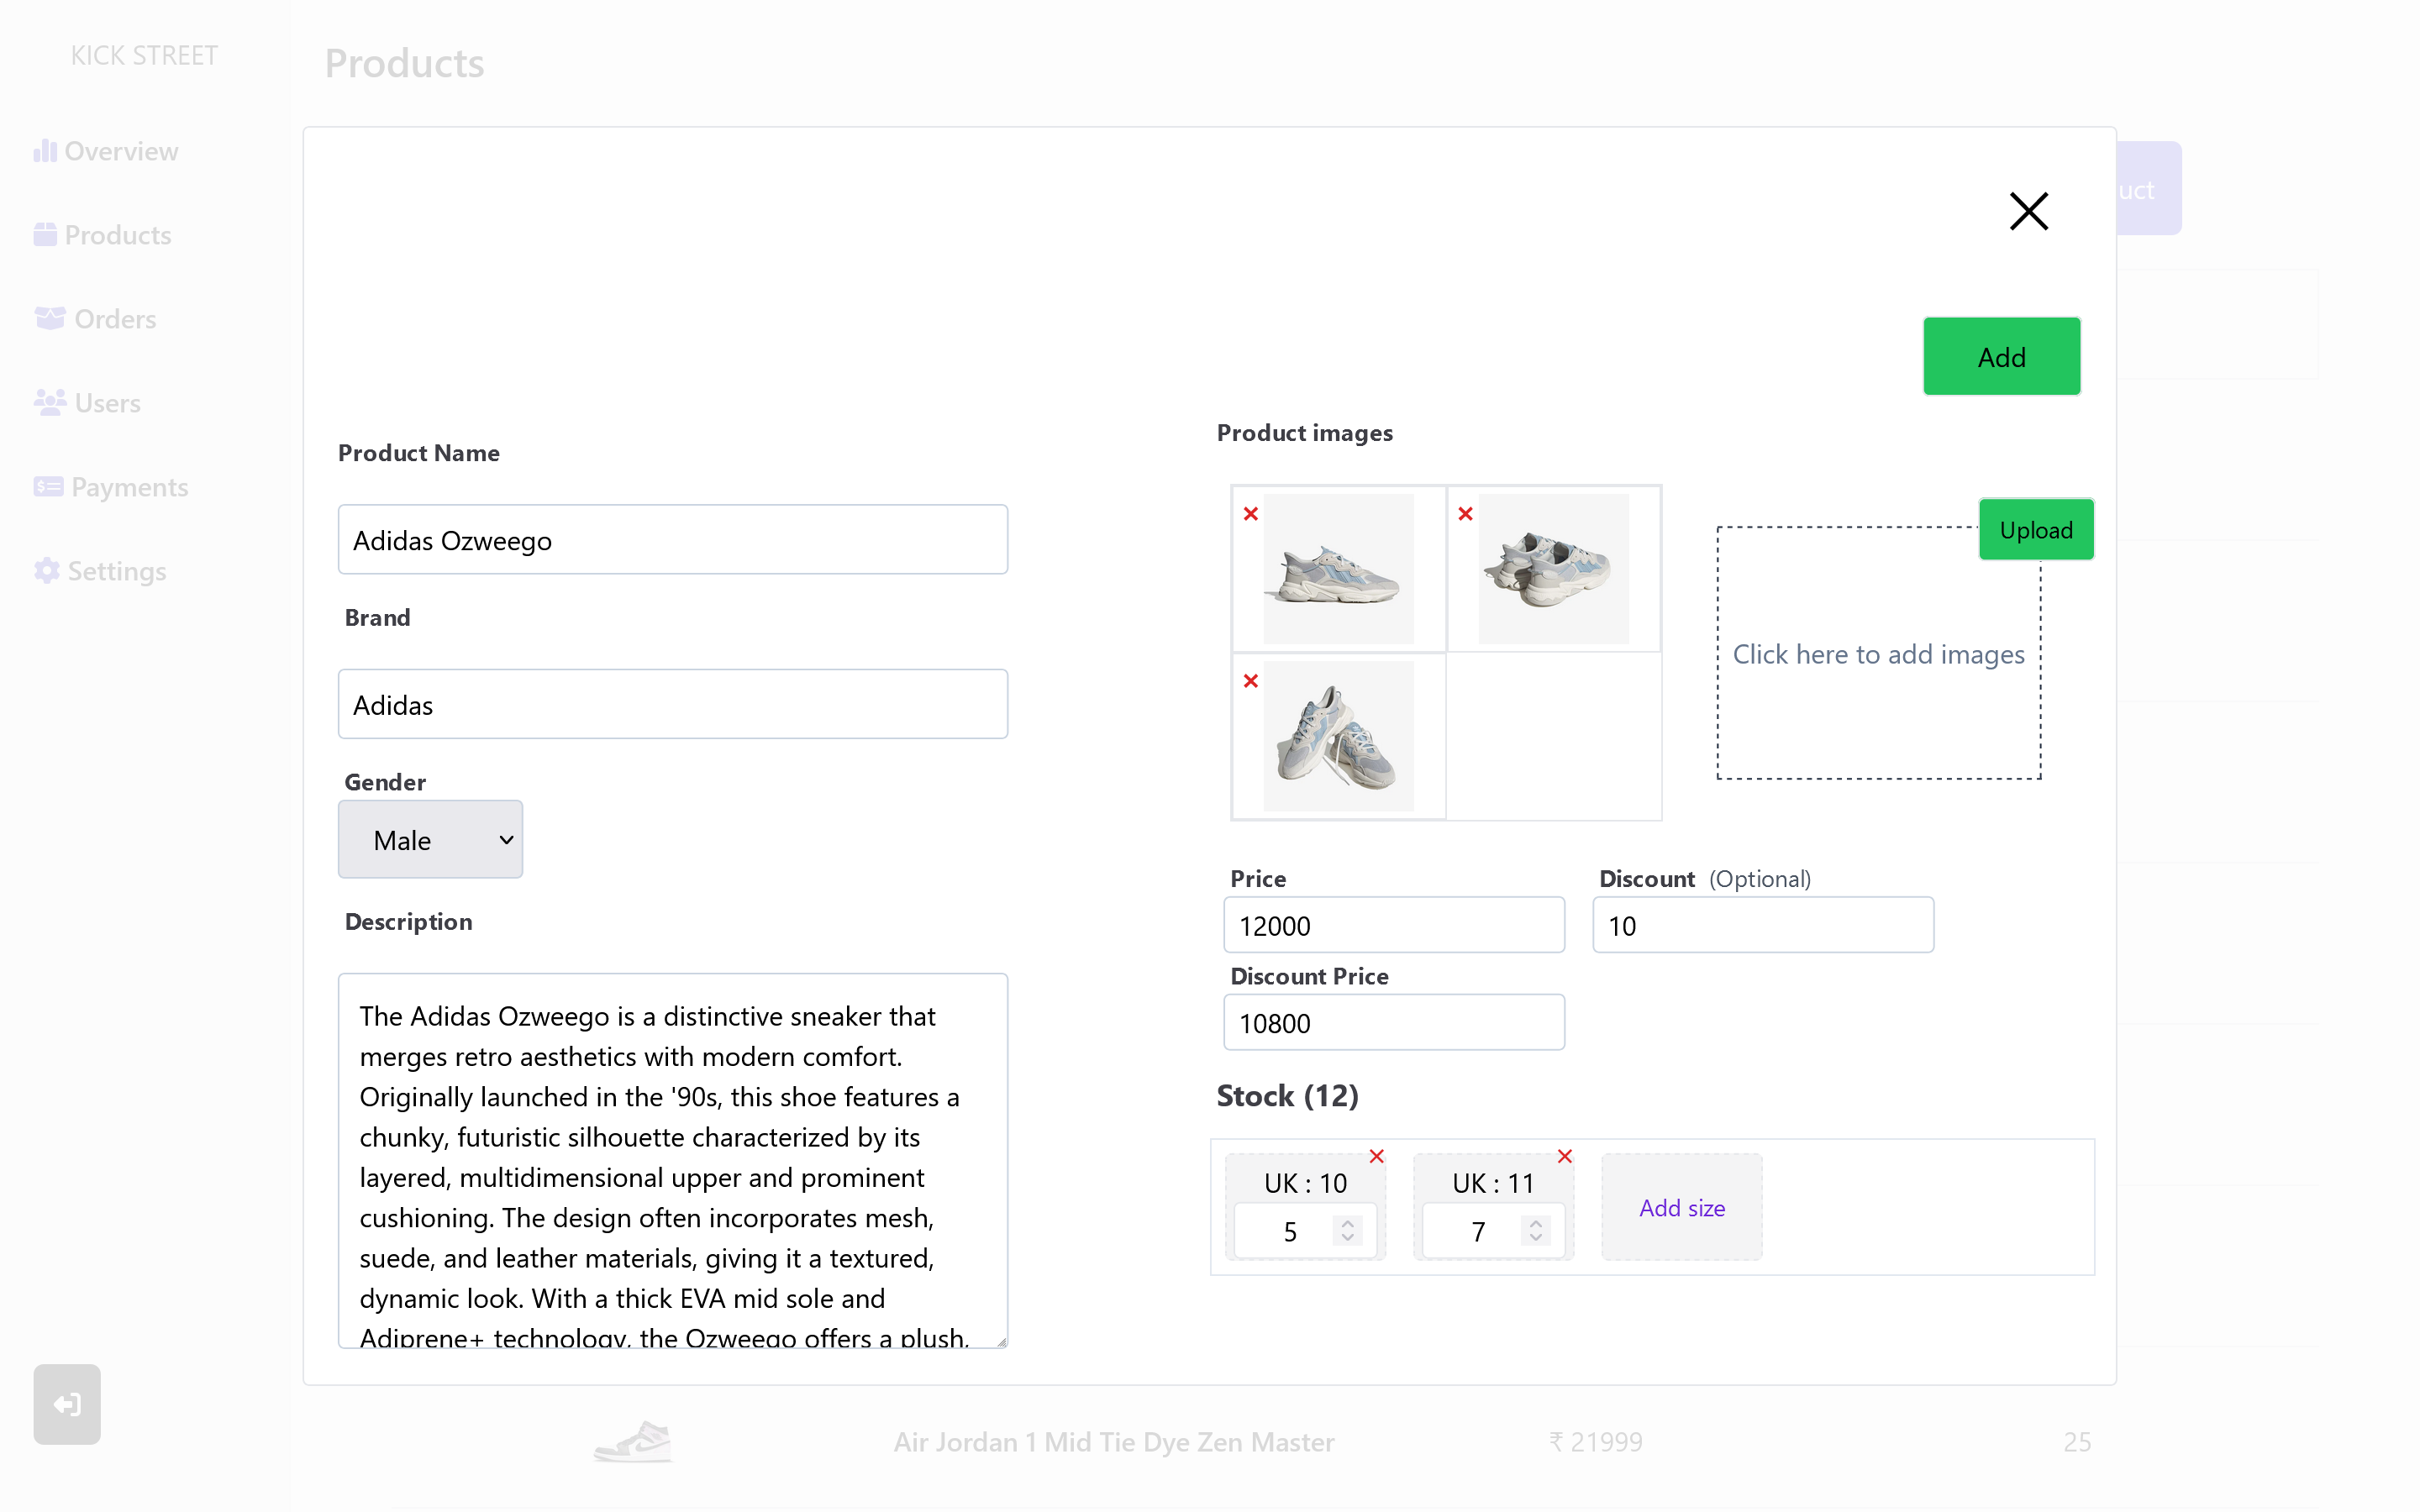 KICK STREET
Products
Overview
Products
Orders
Users
Payments
Settings
uct
Add
Product Name
Adidas Ozweego
Brand
Adidas
Gender
Male
Description
The Adidas Ozweego is a distinctive sneaker that
merges retro aesthetics with modern comfort.
Originally launched in the '90s, this shoe features a
chunky, futuristic silhouette characterized by its
layered, multidimensional upper and prominent
cushioning. The design often incorporates mesh,
suede, and leather materials, giving it a textured,
dynamic look. With a thick EVA mid sole and
Adiprene+ technology, the Ozweego offers a plush,
Product images
Upload
Click here to add images
Price
Discount (Optional)
12000
10
Discount Price
10800
Stock (12)
UK : 10
UK : 11
5
7
Add size
Air Jordan 1 Mid Tie Dye Zen Master
₹ 21999
25